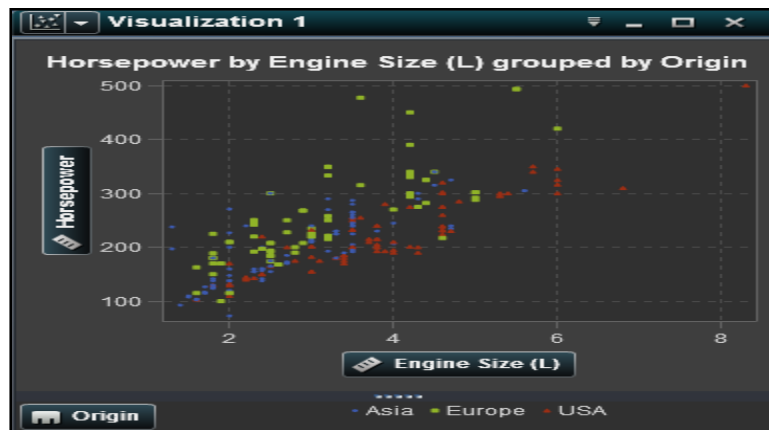 Visualization 1
Horsepower by Engine Size (L) grouped by Origin
500
400
300
200
100
Horsepower
2 4 6 8
Engine Size (L)
Origin
Asia Europe USA